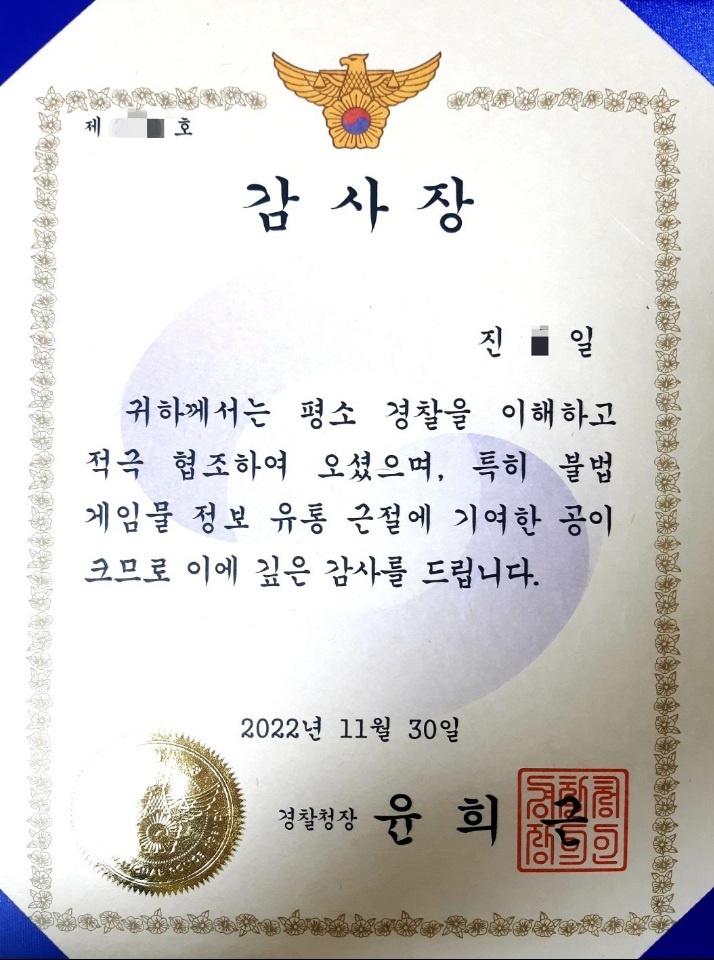 제 호
감사장
진 일
귀하께서는 평소 경찰을 이해하고
적극 협조하여 오셨으며, 특히 불법
게임물 정보 유통 근절에 기여한 공이
크므로 이에 깊은 감사를 드립니다.
2022년 11월 30일
경찰청장 윤희근